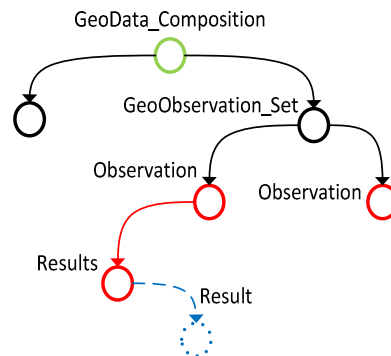 GeoData_Composition
GeoObservation_Set
Observation
Observation
Results
Result